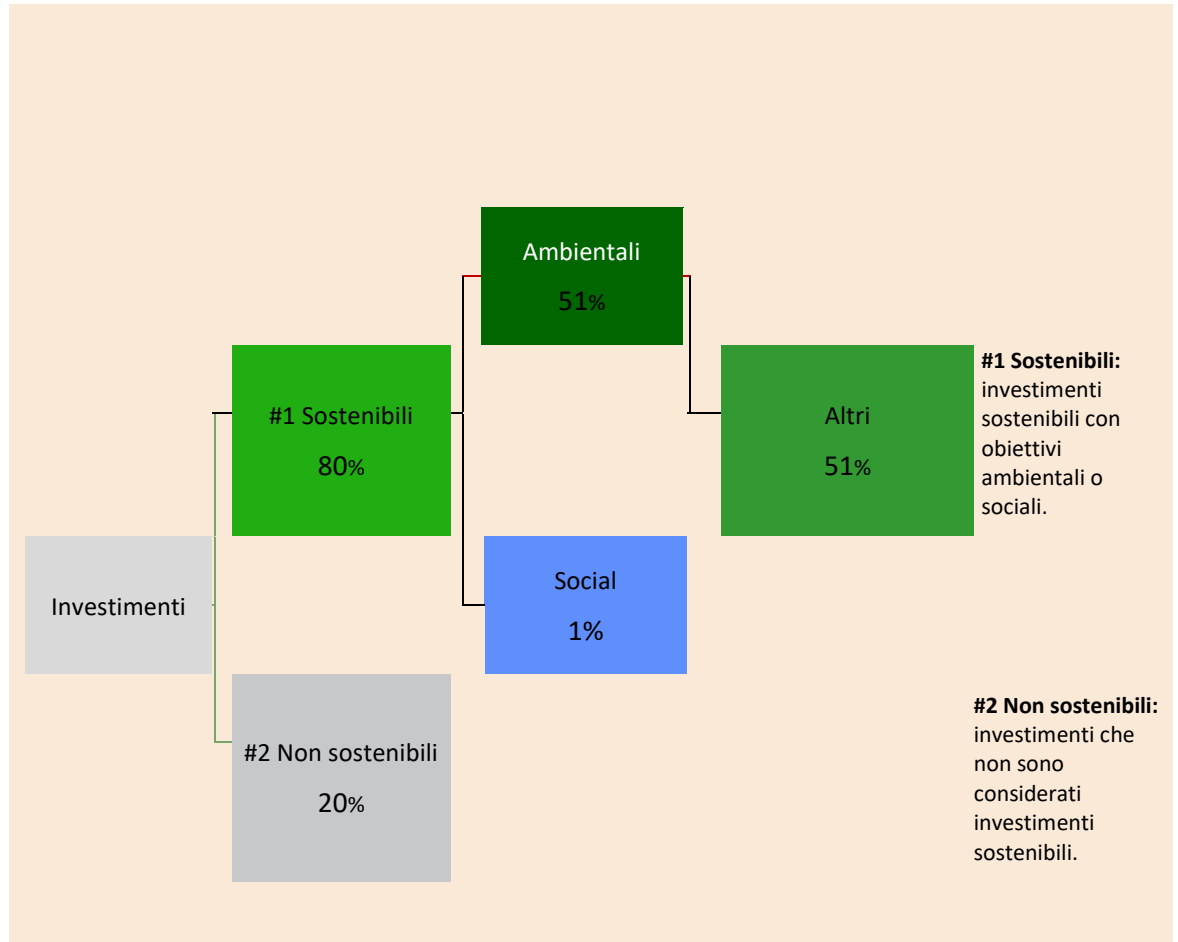 Ambientali
51%
#1 Sostenibili
80%
Altri
51%
#1 Sostenibili:
investimenti
sostenibili con
obiettivi
ambientali o
sociali.
Investimenti
Social
1%
#2 Non sostenibili
20%
#2 Non sostenibili:
investimenti che
non sono
considerati
investimenti
sostenibili.